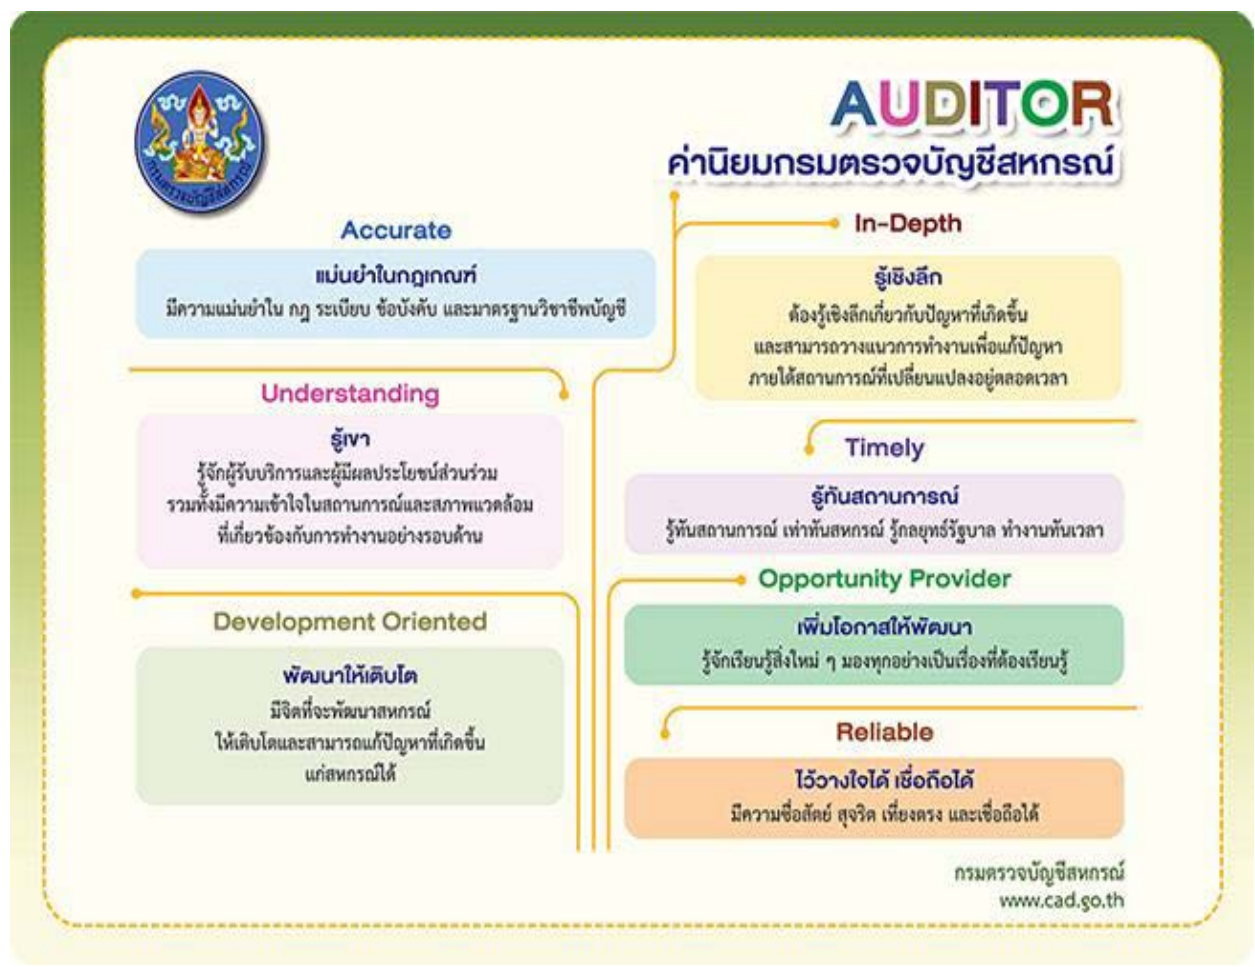 กรมตรวจบัญชีสหกรณ์
AUDITOR
ค่านิยมกรมตรวจบัญชีสหกรณ์
Accurate
แม่นยำในกฎเกณฑ์
มีความแม่นยำใน กฎ ระเบียบ ข้อบังคับ และมาตรฐานวิชาชีพบัญชี
Understanding
รู้เขา
รู้จักผู้รับบริการและผู้มีผลประโยชน์ส่วนร่วม
รวมทั้งมีความเข้าใจในสถานการณ์และสภาพแวดล้อม
ที่เกี่ยวข้องกับการทำงานอย่างรอบด้าน
Development Oriented
พัฒนาให้เติบโต
มีจิตที่จะพัฒนาสหกรณ์
ให้เติบโตและสามารถแก้ปัญหาที่เกิดขึ้น
แก่สหกรณ์ได้
In-Depth
รู้เชิงลึก
ต้องรู้เชิงลึกเกี่ยวกับปัญหาที่เกิดขึ้น
และสามารถวางแนวการทำงานเพื่อแก้ปัญหา
ภายใต้สถานการณ์ที่เปลี่ยนแปลงอยู่ตลอดเวลา
Timely
รู้ทันสถานการณ์
รู้ทันสถานการณ์ เท่าทันสหกรณ์ รู้กลยุทธ์รัฐบาล ทำงานทันเวลา
Opportunity Provider
เพิ่มโอกาสให้พัฒนา
รู้จักเรียนรู้สิ่งใหม่ ๆ มองทุกอย่างเป็นเรื่องที่ต้องเรียนรู้
Reliable
ไว้วางใจได้ เชื่อถือได้
มีความซื่อสัตย์ สุจริต เที่ยงตรง และเชื่อถือได้
กรมตรวจบัญชีสหกรณ์
www.cad.go.th